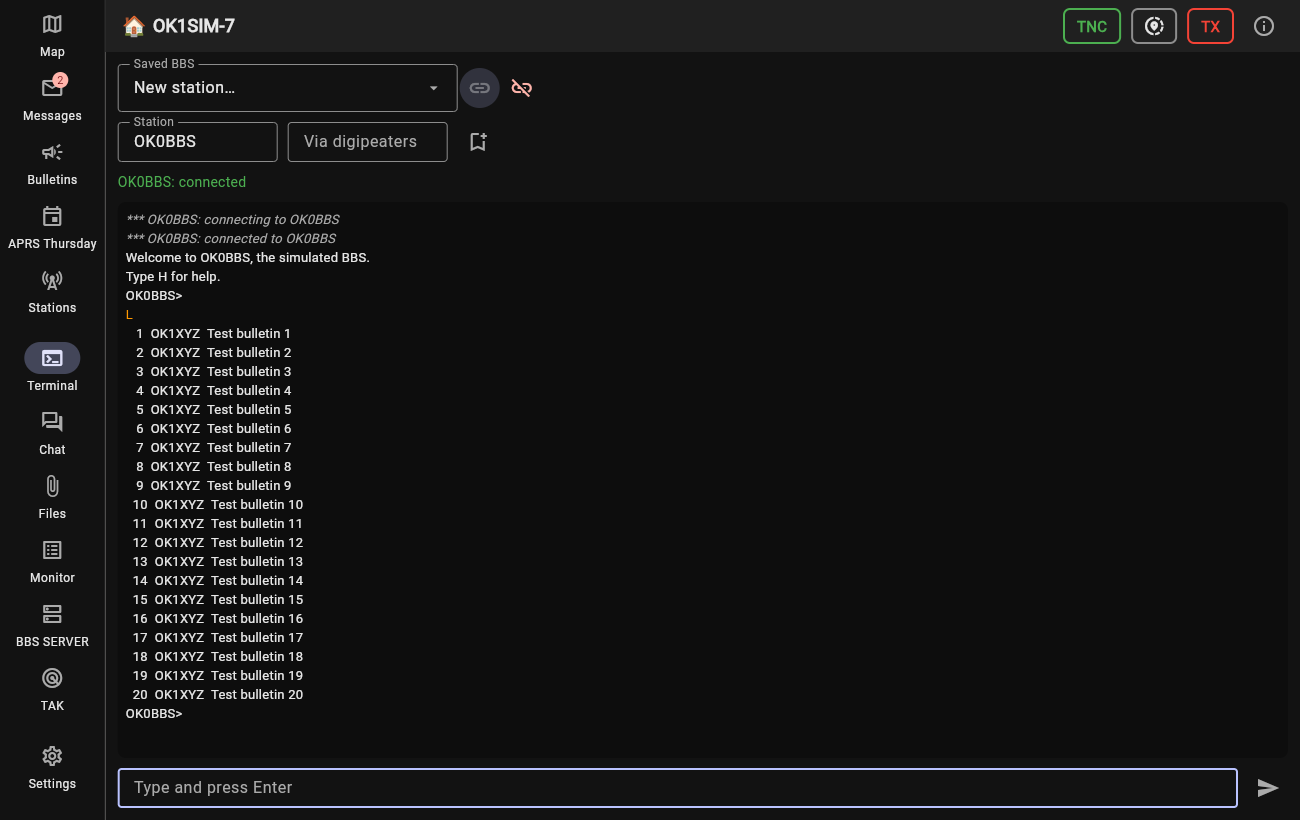 Map
2
Messages
Bulletins
APRS Thursday
Stations
Terminal
Chat
Files
Monitor
BBS SERVER
TAK
Settings
OK1SIM-7
TNC
TX
Saved BBS
New station…
Station
OK0BBS
Via digipeaters
OK0BBS: connected
*** OK0BBS: connecting to OK0BBS
*** OK0BBS: connected to OK0BBS
Welcome to OK0BBS, the simulated BBS.
Type H for help.
OK0BBS>
L
1 OK1XYZ Test bulletin 1
2 OK1XYZ Test bulletin 2
3 OK1XYZ Test bulletin 3
4 OK1XYZ Test bulletin 4
5 OK1XYZ Test bulletin 5
6 OK1XYZ Test bulletin 6
7 OK1XYZ Test bulletin 7
8 OK1XYZ Test bulletin 8
9 OK1XYZ Test bulletin 9
10 OK1XYZ Test bulletin 10
11 OK1XYZ Test bulletin 11
12 OK1XYZ Test bulletin 12
13 OK1XYZ Test bulletin 13
14 OK1XYZ Test bulletin 14
15 OK1XYZ Test bulletin 15
16 OK1XYZ Test bulletin 16
17 OK1XYZ Test bulletin 17
18 OK1XYZ Test bulletin 18
19 OK1XYZ Test bulletin 19
20 OK1XYZ Test bulletin 20
OK0BBS>
Type and press Enter